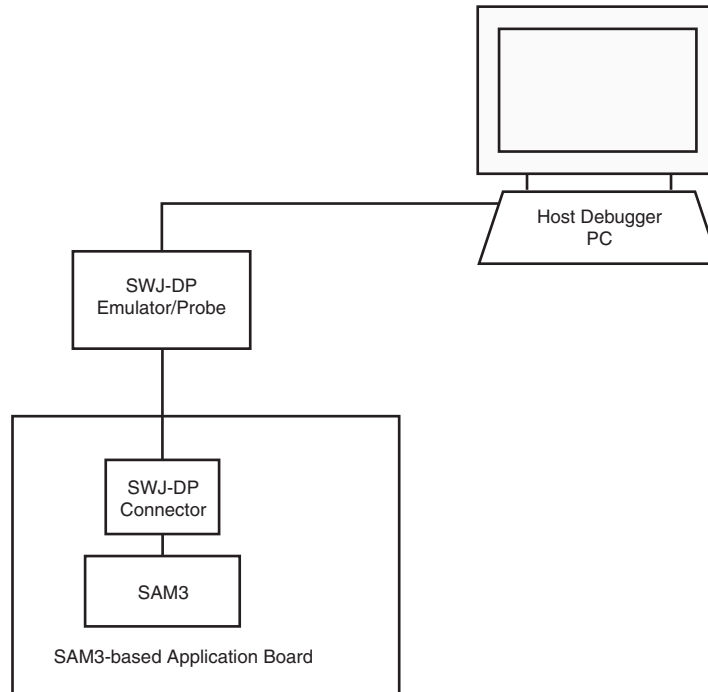 Host Debugger
PC
SWJ-DP
Emulator/Probe
SWJ-DP
Connector
SAM3
SAM3-based Application Board